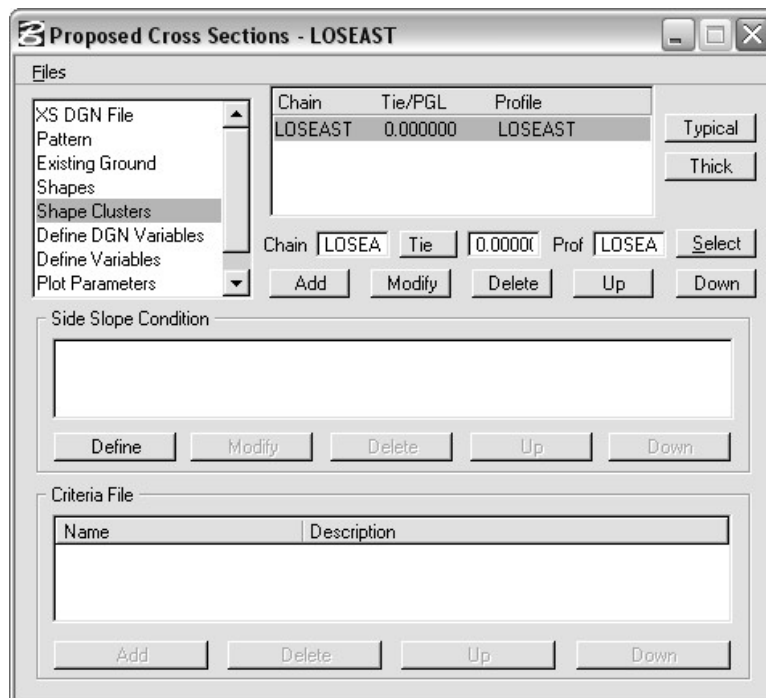 Proposed Cross Sections - LOSEAST
Files
XS DGN File
Pattern
Existing Ground
Shapes
Shape Clusters
Define DGN Variables
Define Variables
Plot Parameters
Chain Tie/PGL Profile
LOSEAST 0.000000 LOSEAST
Typical
Thick
Chain LOSEA Tie 0.0000( Prof LOSEA Select
Add Modify Delete Up Down
Side Slope Condition
Define Modify Delete Up Down
Criteria File
Name Description
Add Delete Up Down